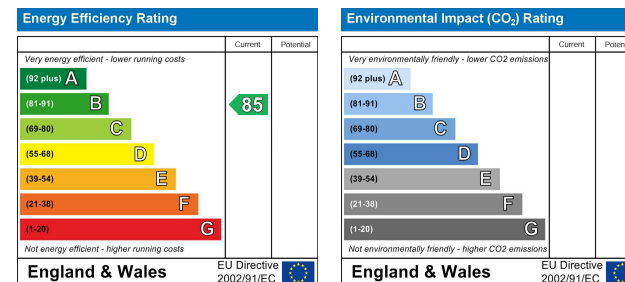 Energy Efficiency Rating
Current Potential
Very energy efficient - lower running costs
(92 plus) A
(81-91) B
85
(69-80) C
(55-68) D
(39-54) E
(21-38) F
(1-20) G
Not energy efficient - higher running costs
England & Wales
EU Directive
2002/91/EC
Environmental Impact (CO2) Rating
Current Poten
Very environmentally friendly - lower CO2 emissions
(92 plus) A
(81-91) B
(69-80) C
(55-68) D
(39-54) E
(21-38) F
(1-20) G
Not environmentally friendly - higher CO2 emissions
England & Wales
EU Directive
2002/91/EC